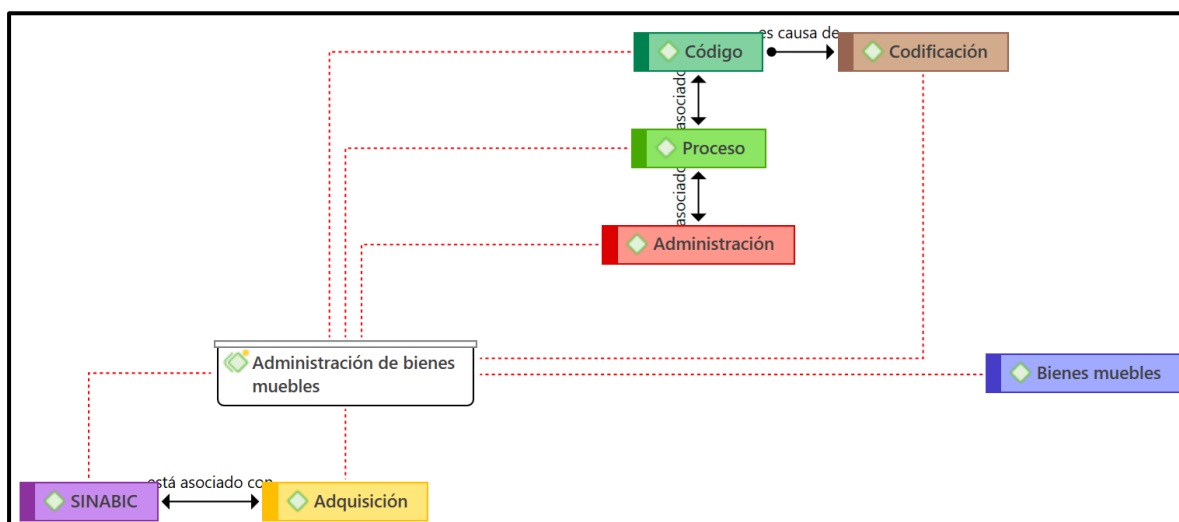 es causa de
Código
Codificación
asociado
Proceso
asociado
Administración
Administración de bienes
muebles
Bienes muebles
está asociado con
SINABIC
Adquisición